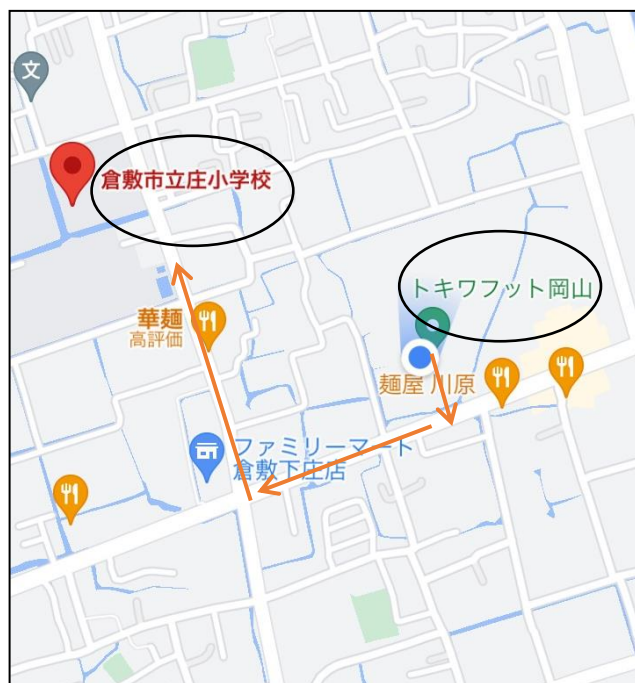 文
倉敷市立庄小学校
トキワフット岡山
華麺
高評価
麺屋 川原
ファミリーマート
倉敷下庄店